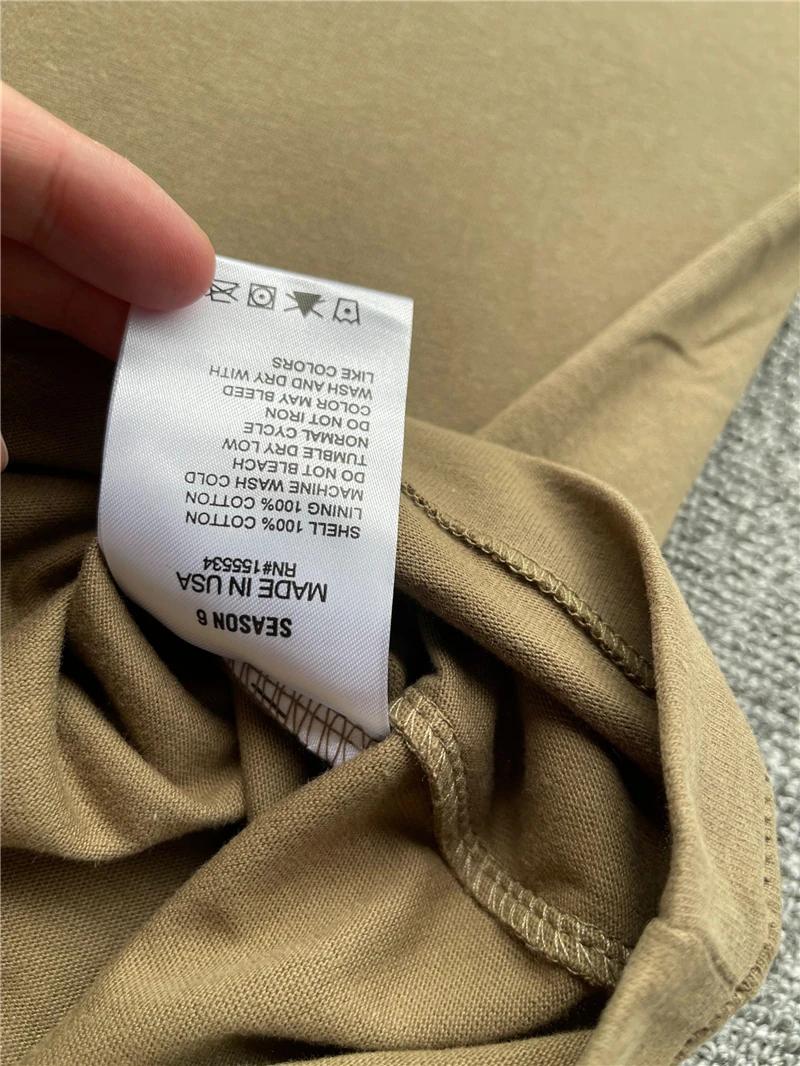 SEASON 6
MADE IN USA
RN#155534
SHELL 100% COTTON
LINING 100% COTTON
MACHINE WASH COLD
DO NOT BLEACH
TUMBLE DRY LOW
NORMAL CYCLE
DO NOT IRON
COLOR MAY BLEED
WASH AND DRY WITH
LIKE COLORS